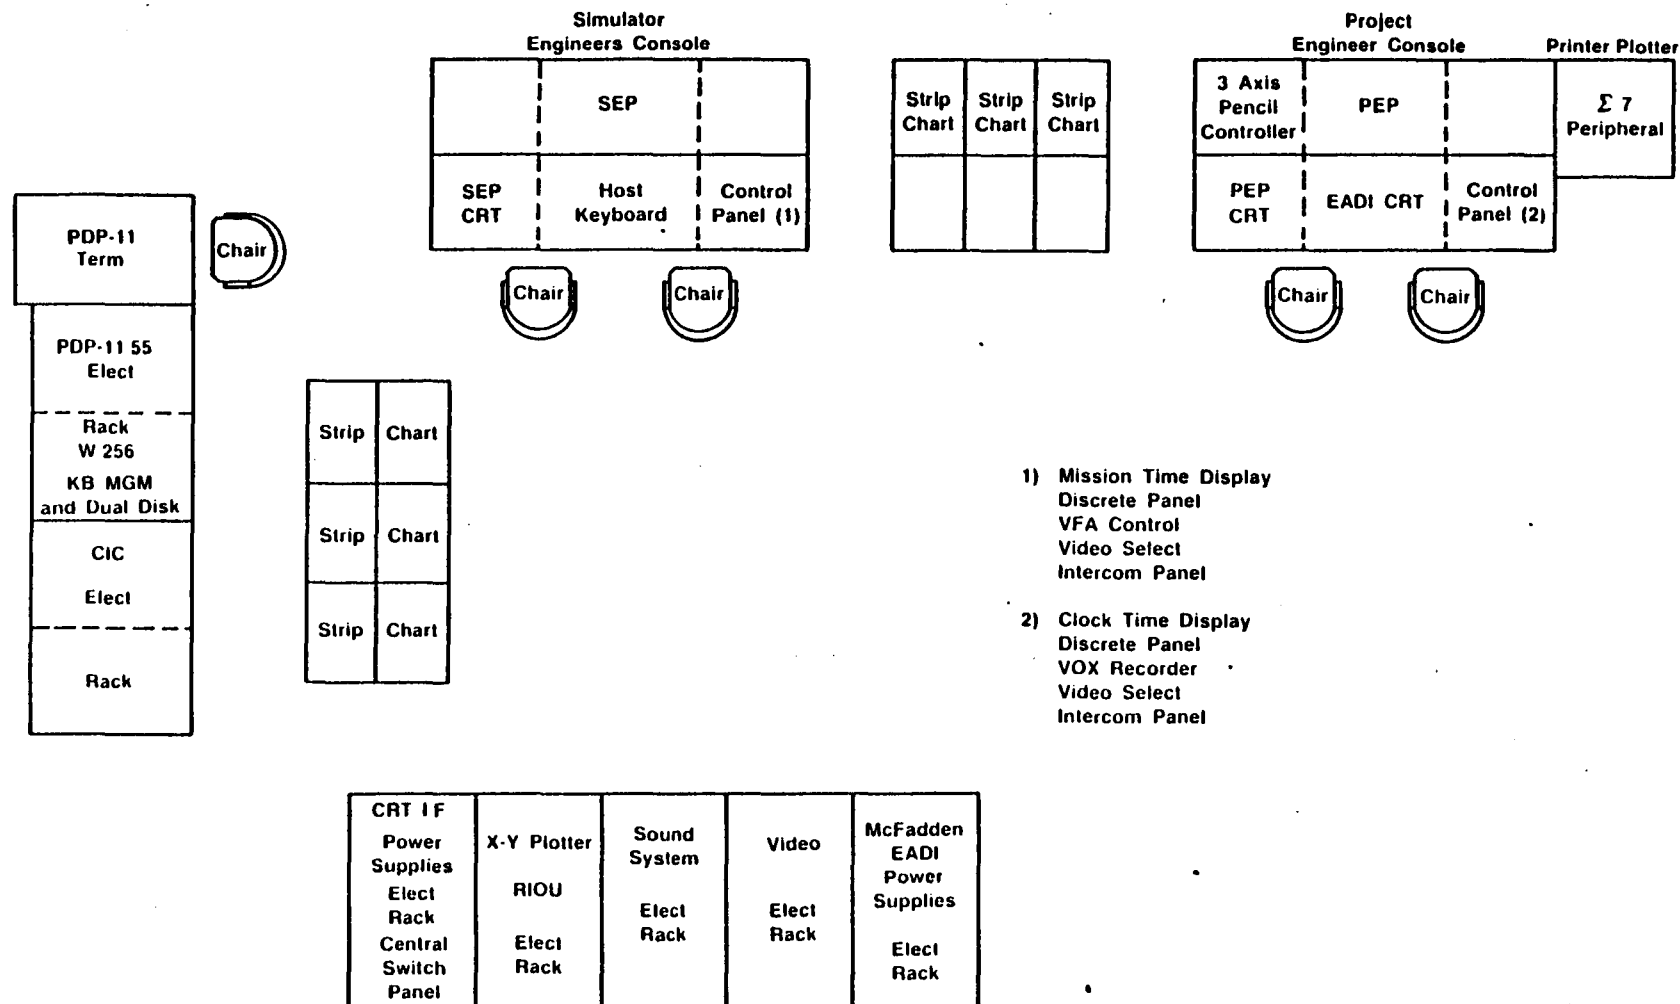 Simulator
Engineers Console
SEP
SEP
CRT
Host
Keyboard
Control
Panel (1)
Strip
Chart
Strip
Chart
Strip
Chart
Project
Engineer Console
3 Axis
Pencil
Controller
PEP
PEP
CRT
EADI CRT
Control
Panel (2)
Printer Plotter
Σ 7
Peripheral
PDP-11
Term
Chair
Chair
Chair
Chair
Chair
PDP-11 55
Elect
Rack
W 256
KB MGM
and Dual Disk
CIC
Elect
Rack
Strip Chart
Strip Chart
Strip Chart
1) Mission Time Display
Discrete Panel
VFA Control
Video Select
Intercom Panel
2) Clock Time Display
Discrete Panel
VOX Recorder
Video Select
Intercom Panel
CRT I F
Power
Supplies
Elect
Rack
Central
Switch
Panel
X-Y Plotter
RIOU
Elect
Rack
Sound
System
Elect
Rack
Video
Elect
Rack
McFadden
EADI
Power
Supplies
Elect
Rack